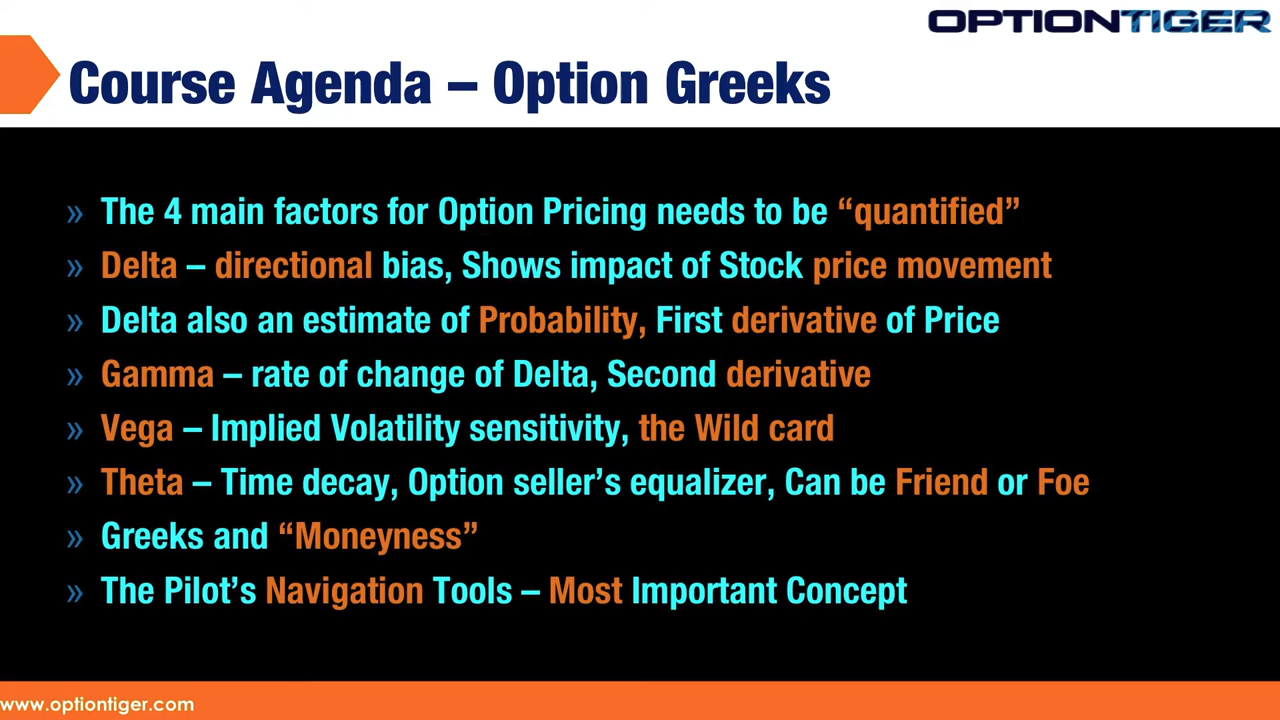 OPTIONTIGER
Course Agenda – Option Greeks
» The 4 main factors for Option Pricing needs to be “quantified”
» Delta – directional bias, Shows impact of Stock price movement
» Delta also an estimate of Probability, First derivative of Price
» Gamma – rate of change of Delta, Second derivative
» Vega – Implied Volatility sensitivity, the Wild card
» Theta – Time decay, Option seller’s equalizer, Can be Friend or Foe
» Greeks and “Moneyness”
» The Pilot’s Navigation Tools – Most Important Concept
www.optiontiger.com